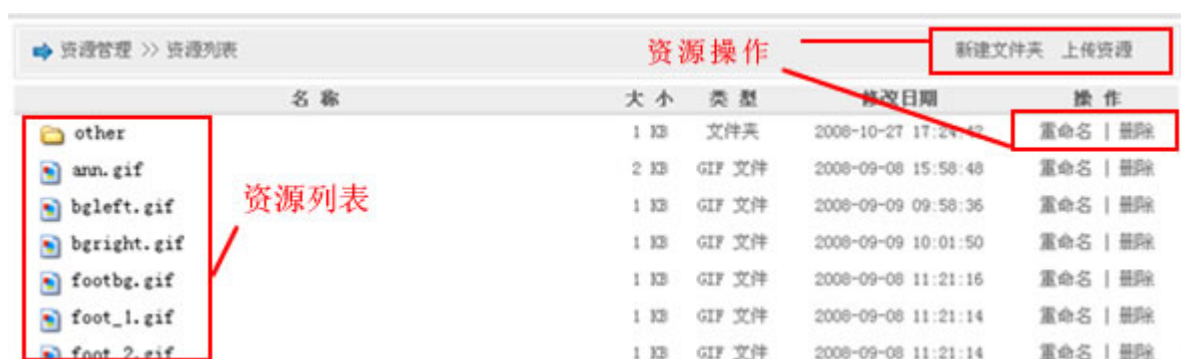 资源管理 >> 资源列表 资源操作 新建文件夹 上传资源
名 称 大 小 类 型 修改日期 操 作
other 1 KB 文件夹 2008-10-27 17:24:42 重命名 | 删除
ann.gif 2 KB GIF 文件 2008-09-08 15:58:48 重命名 | 删除
bgleft.gif 资源列表 1 KB GIF 文件 2008-09-09 09:58:36 重命名 | 删除
bgright.gif 1 KB GIF 文件 2008-09-09 10:01:50 重命名 | 删除
footbg.gif 1 KB GIF 文件 2008-09-08 11:21:16 重命名 | 删除
foot_1.gif 1 KB GIF 文件 2008-09-08 11:21:14 重命名 | 删除
foot_2.gif 1 KB GIF 文件 2008-09-08 11:21:14 重命名 | 删除